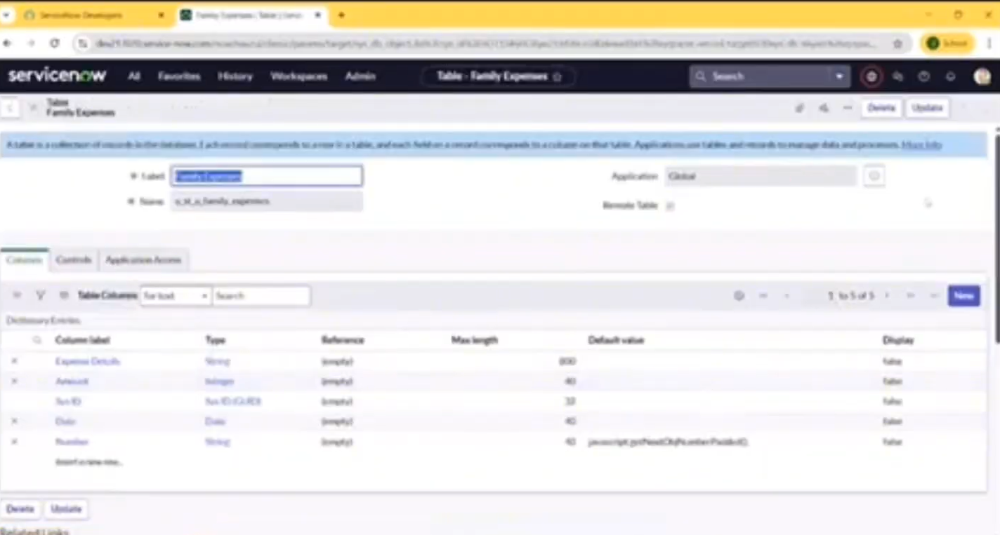 ServiceNow Developers
Family Expenses | Table | Servic
School
servicenow All Favorites History Workspaces Admin Table - Family Expenses Search
Table
Family Expenses
Delete Update
A table is a collection of records in the database. Each record corresponds to a row in a table, and each field on a record corresponds to a column on that table. Applications use tables and records to manage data and processes. More Info
Label Family Expenses
Application Global
Name
Remote Table
Columns Controls Application Access
Table Columns for text Search 1 to 5 of 5 New
Dictionary Entries
Column label Type Reference Max length Default value Display
Expense Details String (empty) 800 false
Amount Integer (empty) 40 false
Sys ID Sys ID (GUID) (empty) 32 false
Date Date (empty) 40 false
Number String (empty) 40 javascript:getNextObjNumberPadded(); false
Insert a new row...
Delete Update
Related Links